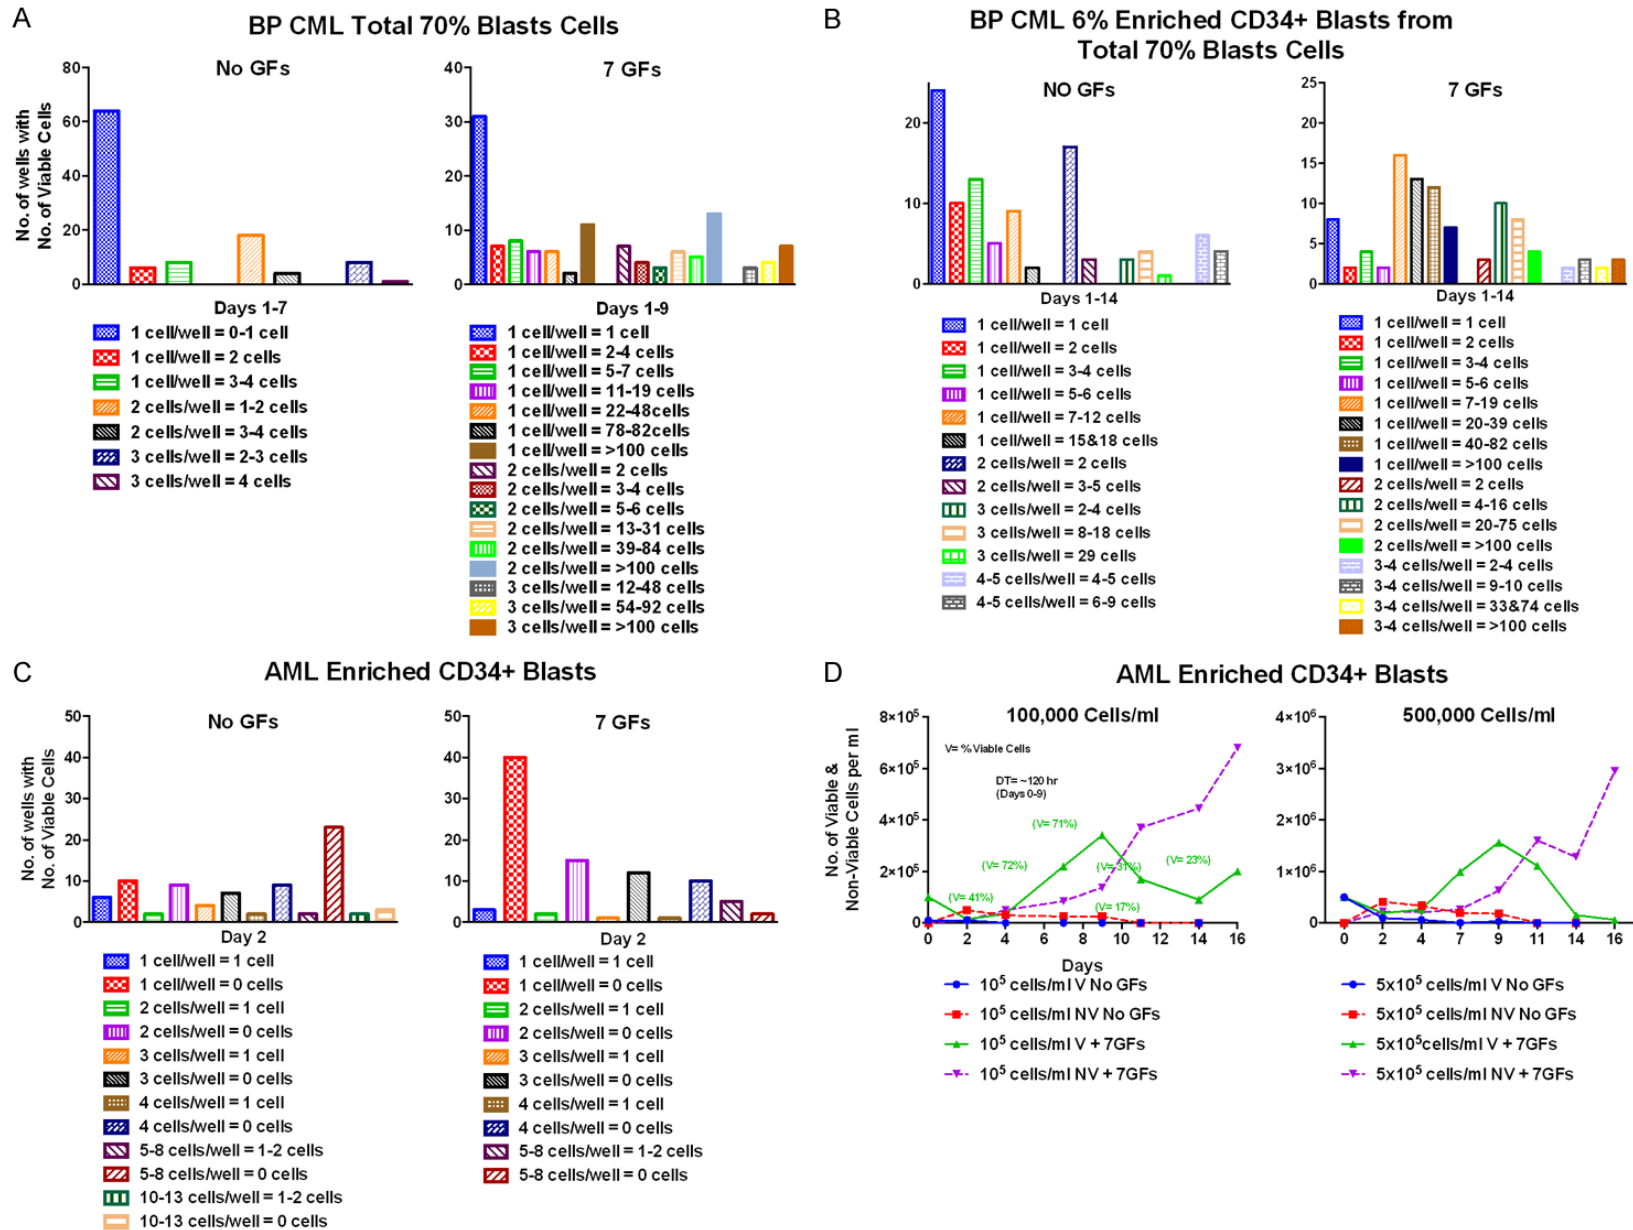 A
BP CML Total 70% Blasts Cells
No GFs
7 GFs
No. of wells with
No. of Viable Cells
80
60
40
20
0
40
30
20
10
0
Days 1-7
Days 1-9
1 cell/well = 0-1 cell
1 cell/well = 2 cells
1 cell/well = 3-4 cells
2 cells/well = 1-2 cells
2 cells/well = 3-4 cells
3 cells/well = 2-3 cells
3 cells/well = 4 cells
1 cell/well = 1 cell
1 cell/well = 2-4 cells
1 cell/well = 5-7 cells
1 cell/well = 11-19 cells
1 cell/well = 22-48cells
1 cell/well = 78-82cells
1 cell/well = >100 cells
2 cells/well = 2 cells
2 cells/well = 3-4 cells
2 cells/well = 5-6 cells
2 cells/well = 13-31 cells
2 cells/well = 39-84 cells
2 cells/well = >100 cells
3 cells/well = 12-48 cells
3 cells/well = 54-92 cells
3 cells/well = >100 cells
B
BP CML 6% Enriched CD34+ Blasts from
Total 70% Blasts Cells
NO GFs
7 GFs
20
10
0
25
20
15
10
5
0
Days 1-14
Days 1-14
1 cell/well = 1 cell
1 cell/well = 2 cells
1 cell/well = 3-4 cells
1 cell/well = 5-6 cells
1 cell/well = 7-12 cells
1 cell/well = 15&18 cells
2 cells/well = 2 cells
2 cells/well = 3-5 cells
3 cells/well = 2-4 cells
3 cells/well = 8-18 cells
3 cells/well = 29 cells
4-5 cells/well = 4-5 cells
4-5 cells/well = 6-9 cells
1 cell/well = 1 cell
1 cell/well = 2 cells
1 cell/well = 3-4 cells
1 cell/well = 5-6 cells
1 cell/well = 7-19 cells
1 cell/well = 20-39 cells
1 cell/well = 40-82 cells
1 cell/well = >100 cells
2 cells/well = 2 cells
2 cells/well = 4-16 cells
2 cells/well = 20-75 cells
2 cells/well = >100 cells
3-4 cells/well = 2-4 cells
3-4 cells/well = 9-10 cells
3-4 cells/well = 33&74 cells
3-4 cells/well = >100 cells
C
AML Enriched CD34+ Blasts
No GFs
7 GFs
No. of wells with
No. of Viable Cells
50
40
30
20
10
0
50
40
30
20
10
0
Day 2
Day 2
1 cell/well = 1 cell
1 cell/well = 0 cells
2 cells/well = 1 cell
2 cells/well = 0 cells
3 cells/well = 1 cell
3 cells/well = 0 cells
4 cells/well = 1 cell
4 cells/well = 0 cells
5-8 cells/well = 1-2 cells
5-8 cells/well = 0 cells
10-13 cells/well = 1-2 cells
10-13 cells/well = 0 cells
1 cell/well = 1 cell
1 cell/well = 0 cells
2 cells/well = 1 cell
2 cells/well = 0 cells
3 cells/well = 1 cell
3 cells/well = 0 cells
4 cells/well = 1 cell
4 cells/well = 0 cells
5-8 cells/well = 1-2 cells
5-8 cells/well = 0 cells
D
AML Enriched CD34+ Blasts
100,000 Cells/ml
500,000 Cells/ml
No. of Viable &
Non-Viable Cells per ml
8×10⁵
6×10⁵
4×10⁵
2×10⁵
0
V= % Viable Cells
DT= ~120 hr
(Days 0-9)
(V= 71%)
(V= 72%)
(V= 31%)
(V= 23%)
(V= 41%)
(V= 17%)
0 2 4 6 8 10 12 14 16
Days
4×10⁶
3×10⁶
2×10⁶
1×10⁶
0
0 2 4 7 9 11 14 16
10⁵ cells/ml V No GFs
10⁵ cells/ml NV No GFs
10⁵ cells/ml V + 7GFs
10⁵ cells/ml NV + 7GFs
5x10⁵ cells/ml V No GFs
5x10⁵ cells/ml NV No GFs
5x10⁵cells/ml V + 7GFs
5x10⁵ cells/ml NV + 7GFs